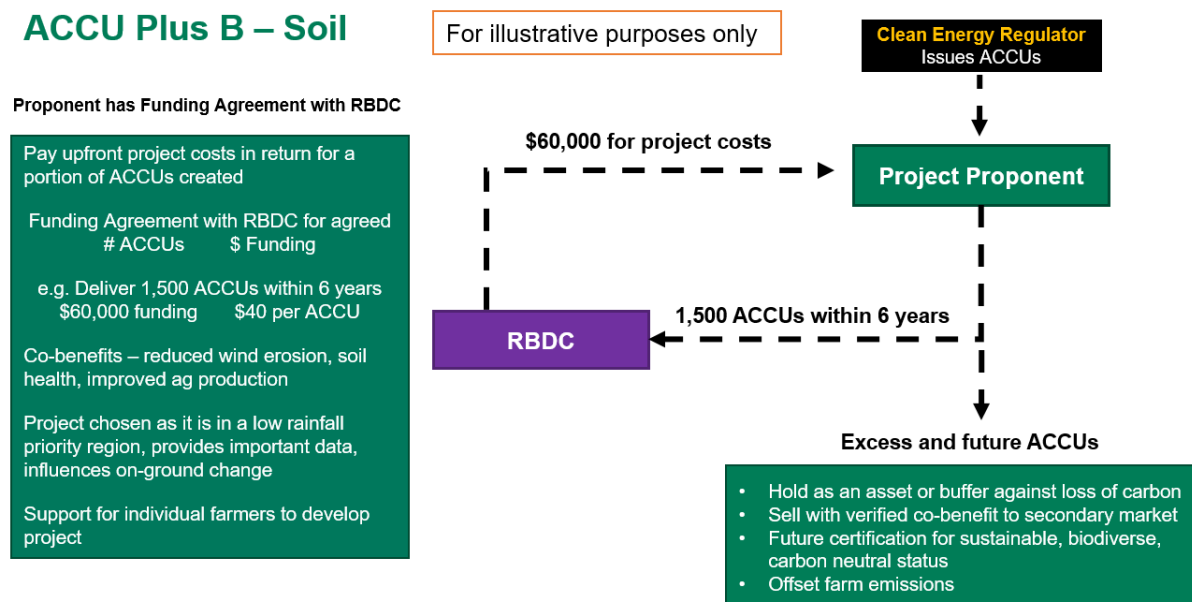 ACCU Plus B – Soil
For illustrative purposes only
Clean Energy Regulator
Issues ACCUs
Proponent has Funding Agreement with RBDC
Pay upfront project costs in return for a
portion of ACCUs created
Funding Agreement with RBDC for agreed
# ACCUs $ Funding
e.g. Deliver 1,500 ACCUs within 6 years
$60,000 funding $40 per ACCU
Co-benefits – reduced wind erosion, soil
health, improved ag production
Project chosen as it is in a low rainfall
priority region, provides important data,
influences on-ground change
Support for individual farmers to develop
project
$60,000 for project costs
Project Proponent
1,500 ACCUs within 6 years
RBDC
Excess and future ACCUs
• Hold as an asset or buffer against loss of carbon
• Sell with verified co-benefit to secondary market
• Future certification for sustainable, biodiverse,
carbon neutral status
• Offset farm emissions